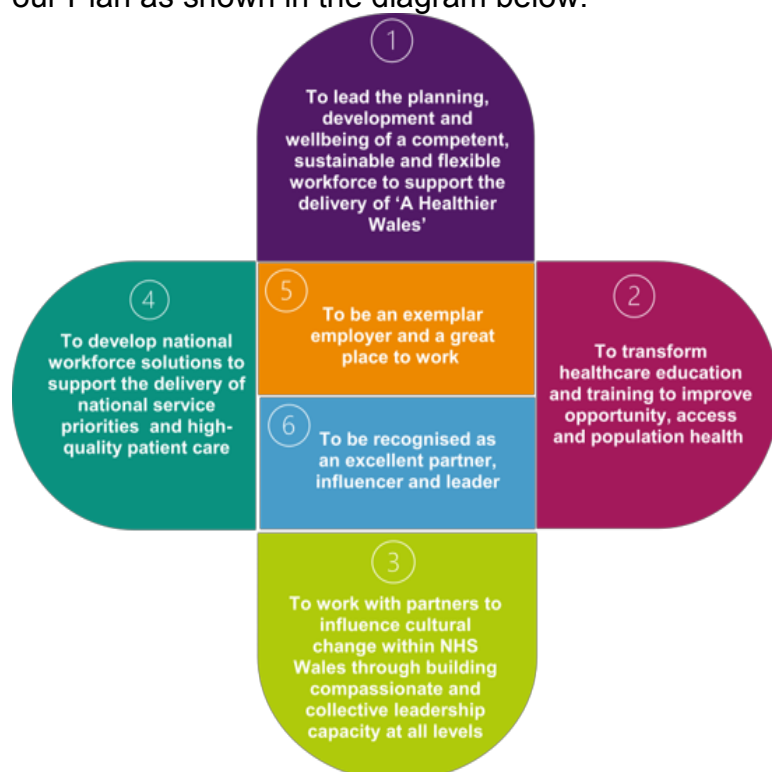 our Plan as shown in the diagram below.
1
To lead the planning,
development and
wellbeing of a competent,
sustainable and flexible
workforce to support the
delivery of ‘A Healthier
Wales’
4
To develop national
workforce solutions to
support the delivery of
national service
priorities and high-
quality patient care
5
To be an exemplar
employer and a great
place to work
2
To transform
healthcare education
and training to improve
opportunity, access
and population health
6
To be recognised as
an excellent partner,
influencer and leader
3
To work with partners to
influence cultural
change within NHS
Wales through building
compassionate and
collective leadership
capacity at all levels